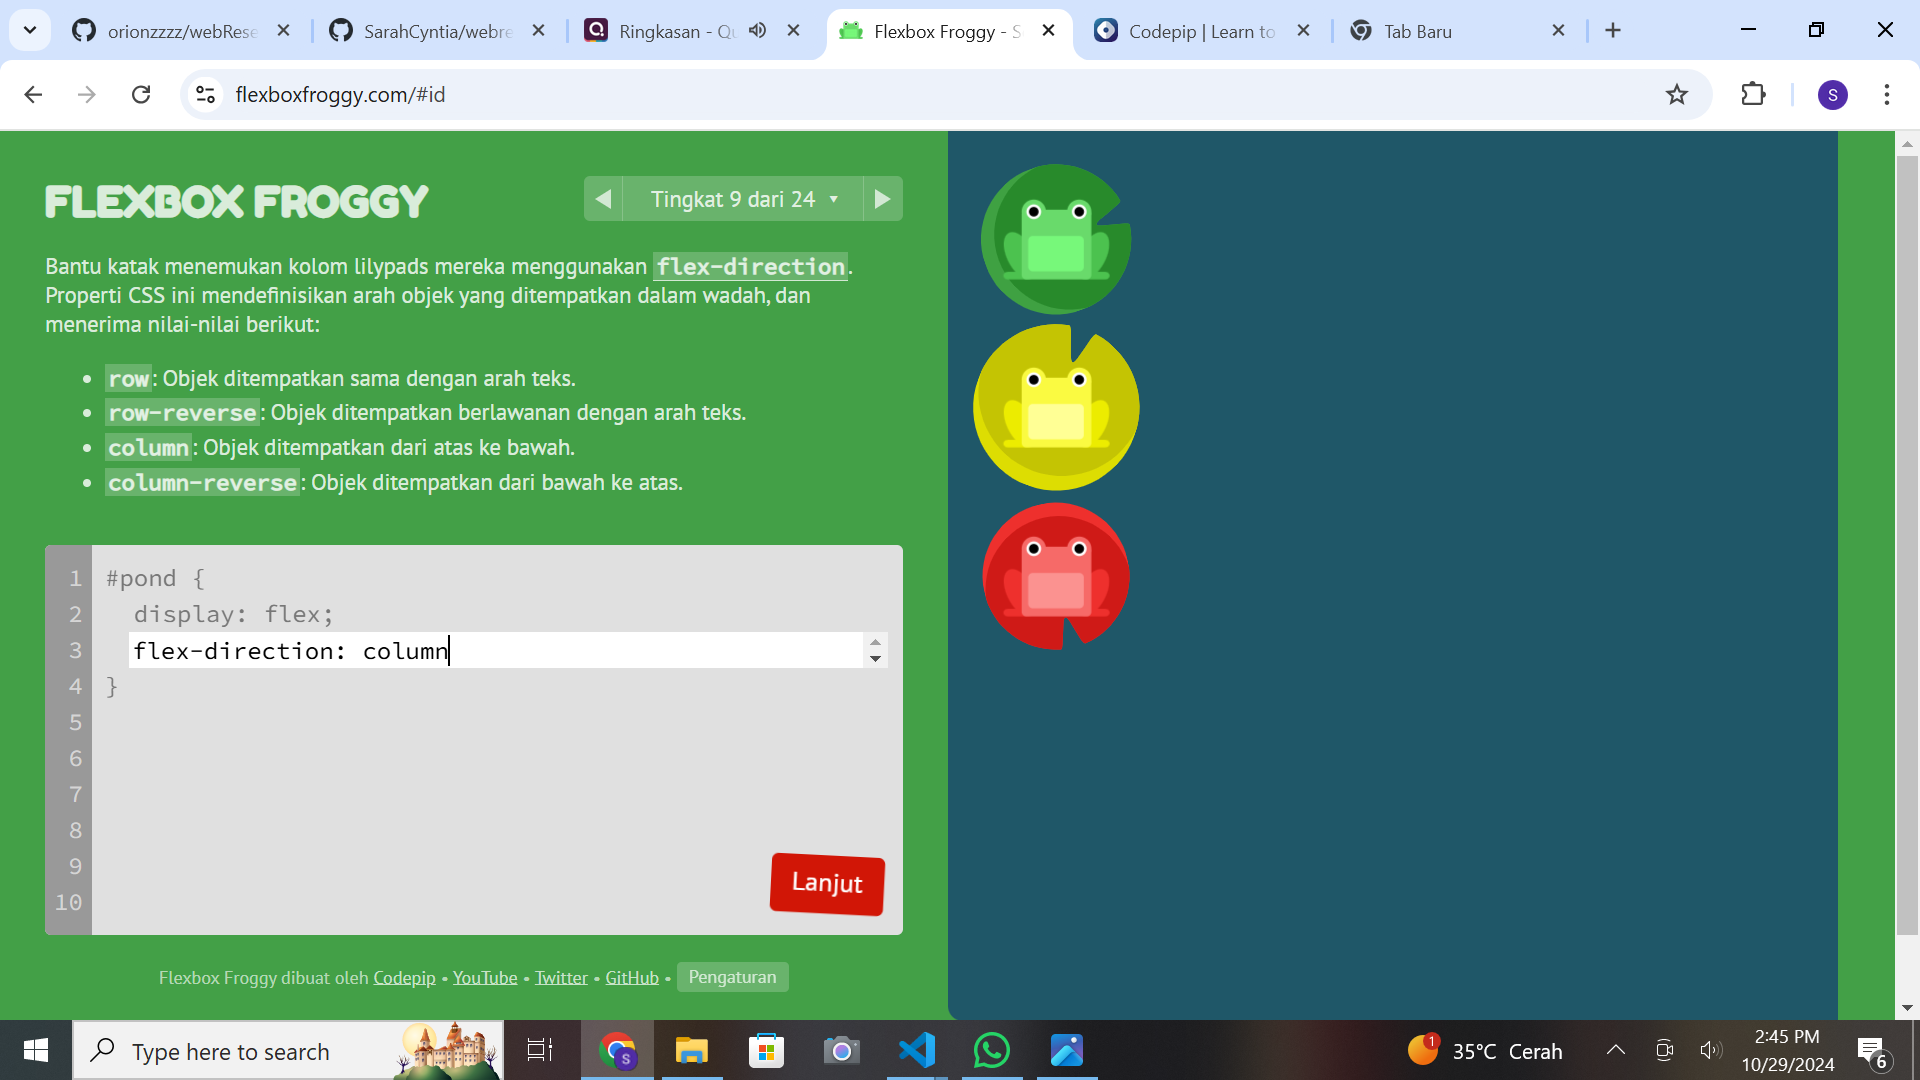 orionzzzz/webRese
SarahCyntia/webre
Ringkasan - Qu
Flexbox Froggy - S
Codepip | Learn to
Tab Baru
flexboxfroggy.com/#id
S
FLEXBOX FROGGY
Tingkat 9 dari 24
Bantu katak menemukan kolom lilypads mereka menggunakan flex-direction.
Properti CSS ini mendefinisikan arah objek yang ditempatkan dalam wadah, dan
menerima nilai-nilai berikut:
• row: Objek ditempatkan sama dengan arah teks.
• row-reverse: Objek ditempatkan berlawanan dengan arah teks.
• column: Objek ditempatkan dari atas ke bawah.
• column-reverse: Objek ditempatkan dari bawah ke atas.
1 #pond {
2 display: flex;
3 flex-direction: column
4 }
5
6
7
8
9
10
Lanjut
Flexbox Froggy dibuat oleh Codepip • YouTube • Twitter • GitHub • Pengaturan
Type here to search
S
1
35°C Cerah
2:45 PM
10/29/2024
6